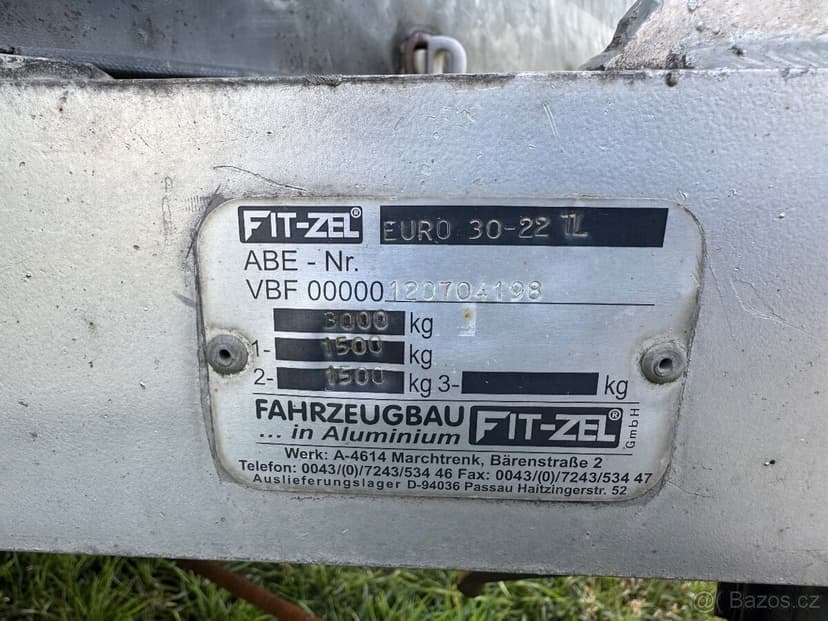 FIT-ZEL® EURO 30-22 TL
ABE - Nr.
VBF 00000120704198
3000 kg
1- 1500 kg
2- 1500 kg 3- kg
FAHRZEUGBAU
... in Aluminium FIT-ZEL® GmbH
Werk: A-4614 Marchtrenk, Bärenstraße 2
Telefon: 0043/(0)/7243/534 46 Fax: 0043/(0)/7243/534 47
Auslieferungslager D-94036 Passau Haitzingerstr. 52
Bazos.cz